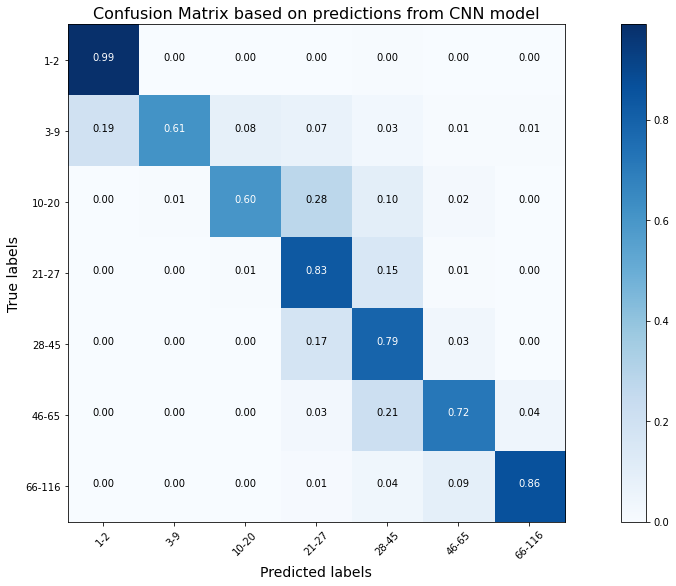 Confusion Matrix based on predictions from CNN model
1-2 0.99 0.00 0.00 0.00 0.00 0.00 0.00
3-9 0.19 0.61 0.08 0.07 0.03 0.01 0.01
10-20 0.00 0.01 0.60 0.28 0.10 0.02 0.00
21-27 0.00 0.00 0.01 0.83 0.15 0.01 0.00
28-45 0.00 0.00 0.00 0.17 0.79 0.03 0.00
46-65 0.00 0.00 0.00 0.03 0.21 0.72 0.04
66-116 0.00 0.00 0.00 0.01 0.04 0.09 0.86
1-2 3-9 10-20 21-27 28-45 46-65 66-116
Predicted labels
True labels
0.8
0.6
0.4
0.2
0.0